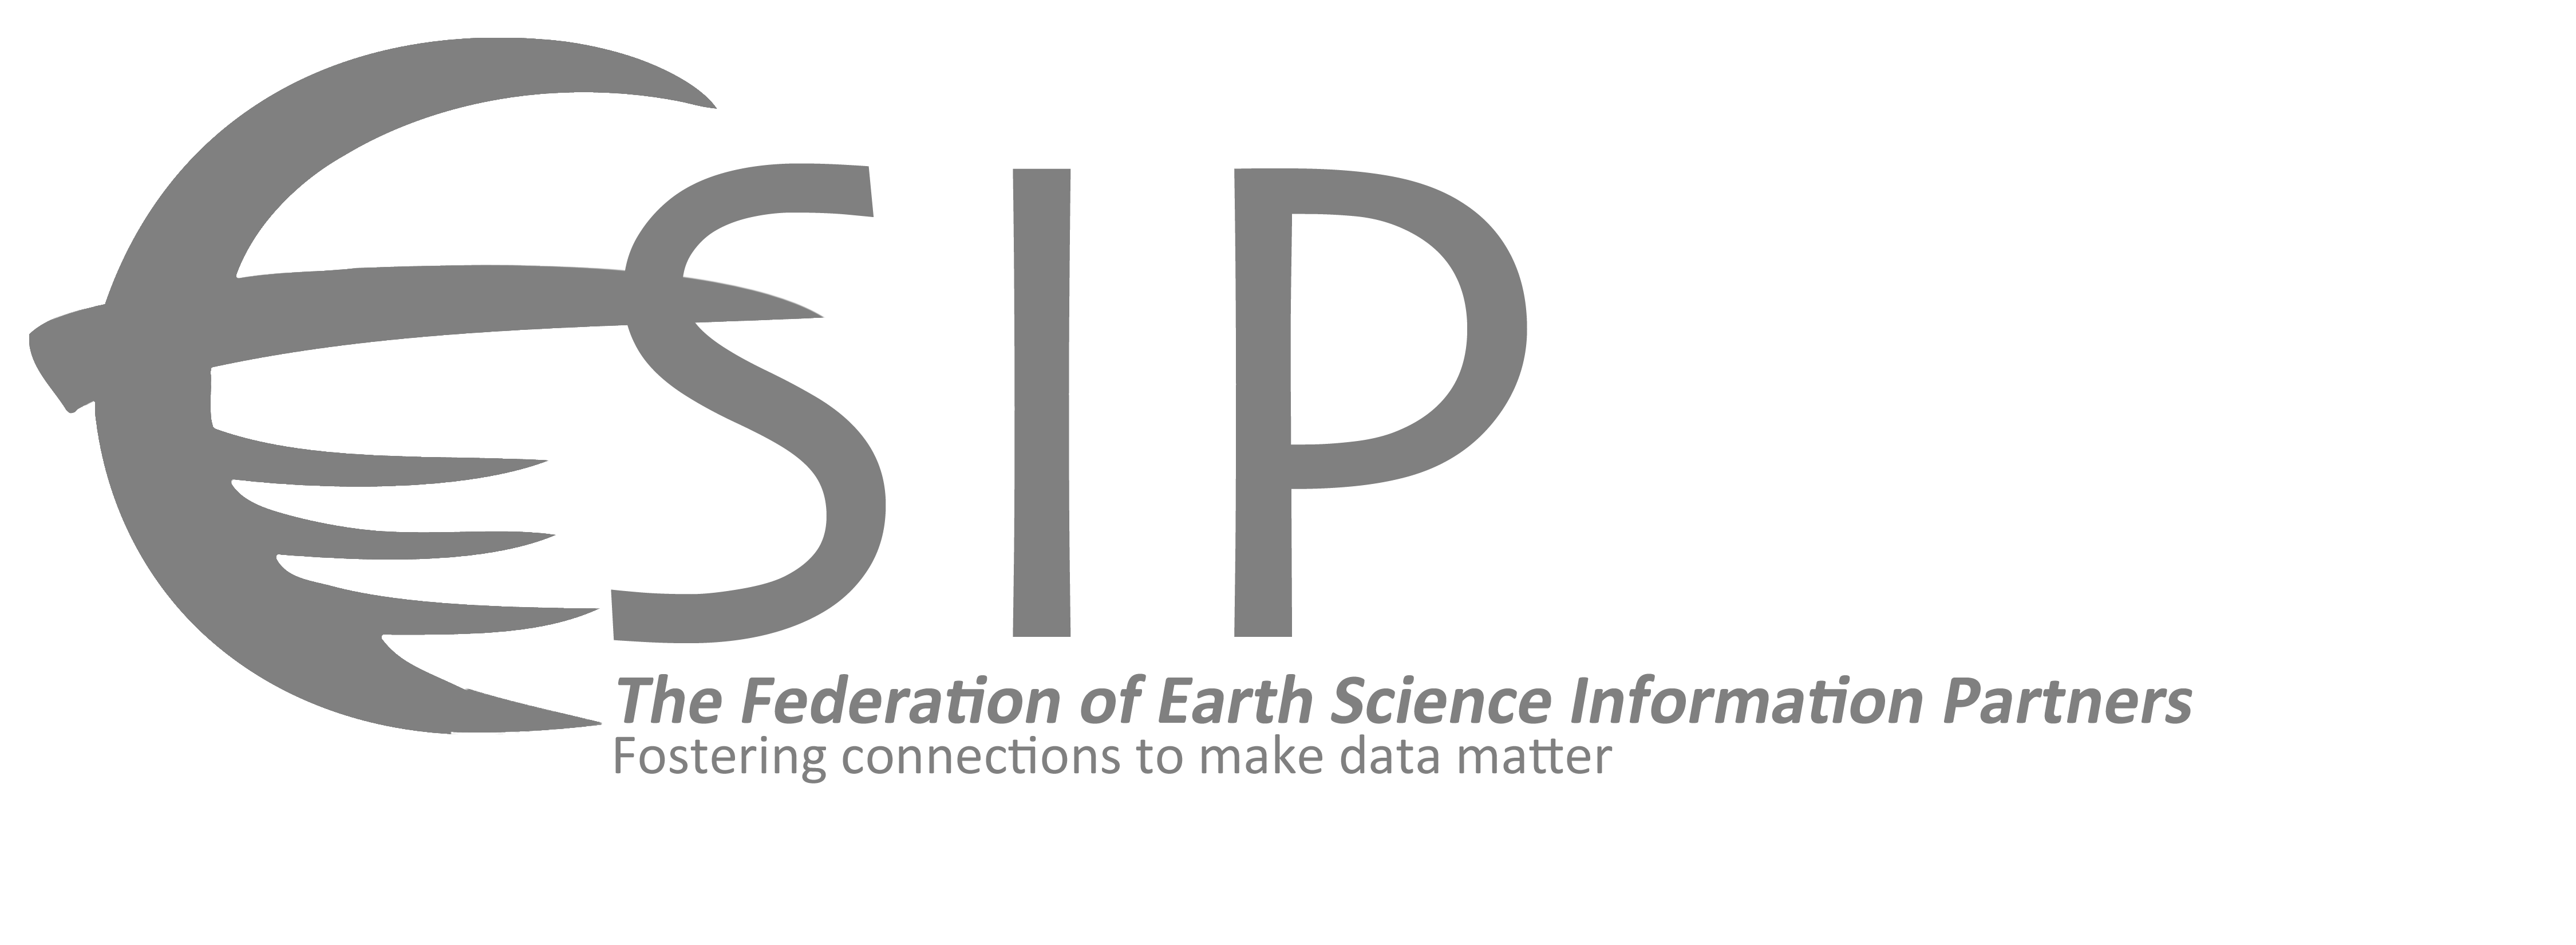 ESIP
The Federation of Earth Science Information Partners
Fostering connections to make data matter